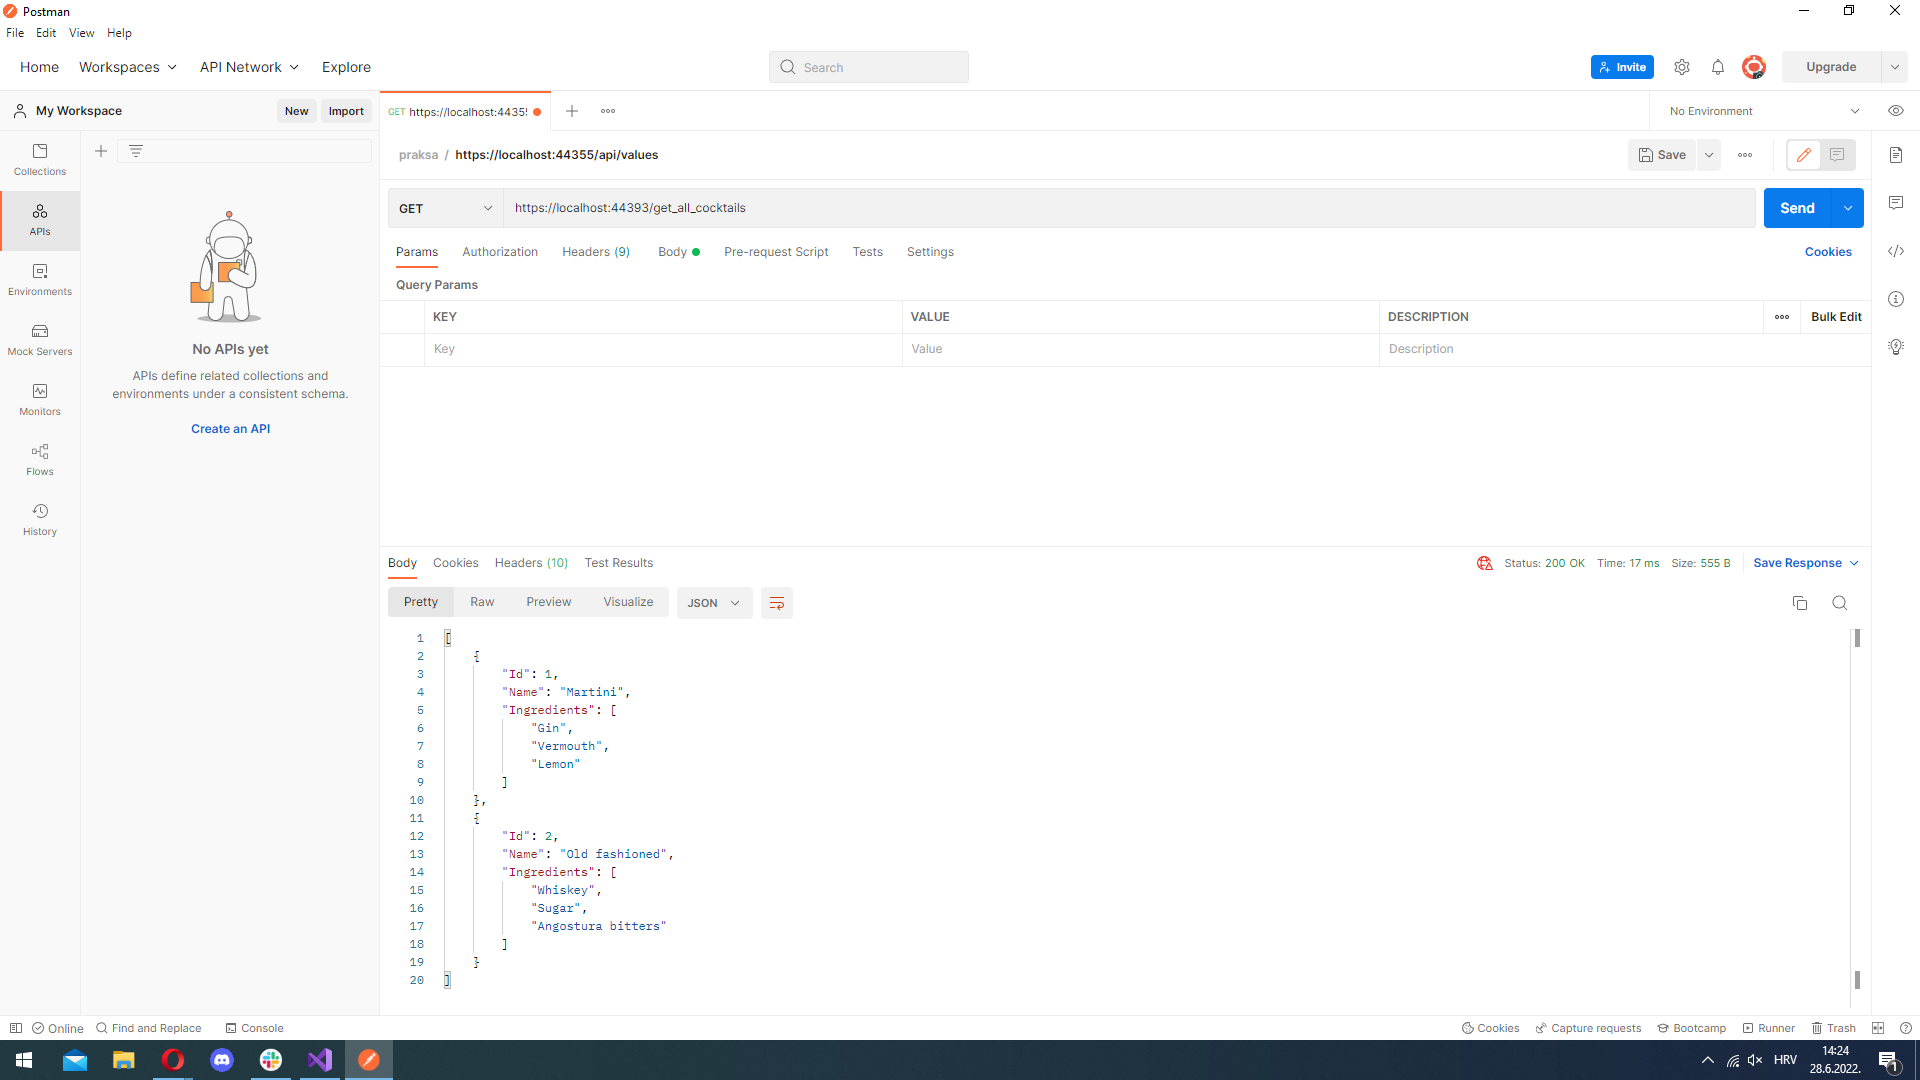 Postman
File Edit View Help
Home Workspaces API Network Explore Search Invite Upgrade
My Workspace New Import GET https://localhost:4435! No Environment
praksa / https://localhost:44355/api/values Save
GET https://localhost:44393/get_all_cocktails Send
Params Authorization Headers (9) Body Pre-request Script Tests Settings Cookies
Query Params
KEY VALUE DESCRIPTION Bulk Edit
Key Value Description
Collections
APIs
Environments
Mock Servers
Monitors
Flows
History
No APIs yet
APIs define related collections and
environments under a consistent schema.
Create an API
Body Cookies Headers (10) Test Results Status: 200 OK Time: 17 ms Size: 555 B Save Response
Pretty Raw Preview Visualize JSON
1 [
2 {
3 "Id": 1,
4 "Name": "Martini",
5 "Ingredients": [
6 "Gin",
7 "Vermouth",
8 "Lemon"
9 ]
10 },
11 {
12 "Id": 2,
13 "Name": "Old fashioned",
14 "Ingredients": [
15 "Whiskey",
16 "Sugar",
17 "Angostura bitters"
18 ]
19 }
20 ]
Online Find and Replace Console Cookies Capture requests Bootcamp Runner Trash
HRV 14:24
28.6.2022. 1